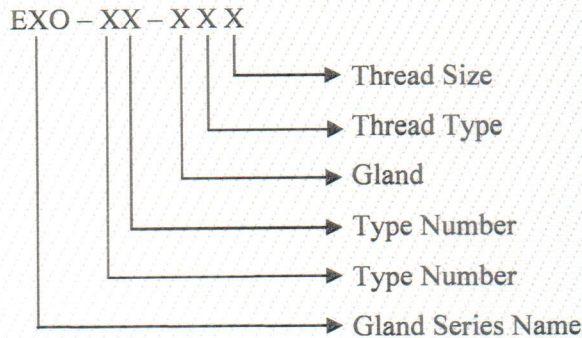 EXO – XX – X X X
Thread Size
Thread Type
Gland
Type Number
Type Number
Gland Series Name